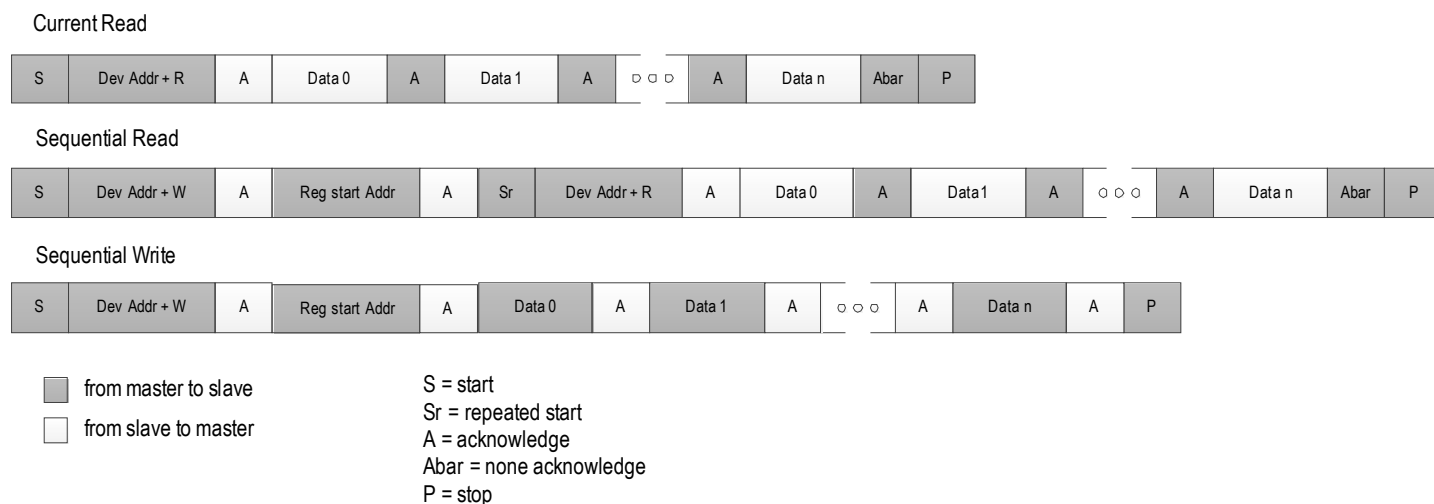 Current Read
S Dev Addr + R A Data 0 A Data 1 A A Data n Abar P
Sequential Read
S Dev Addr + W A Reg start Addr A Sr Dev Addr + R A Data 0 A Data1 A A Data n Abar P
Sequential Write
S Dev Addr + W A Reg start Addr A Data 0 A Data 1 A A Data n A P
from master to slave
from slave to master
S = start
Sr = repeated start
A = acknowledge
Abar = none acknowledge
P = stop